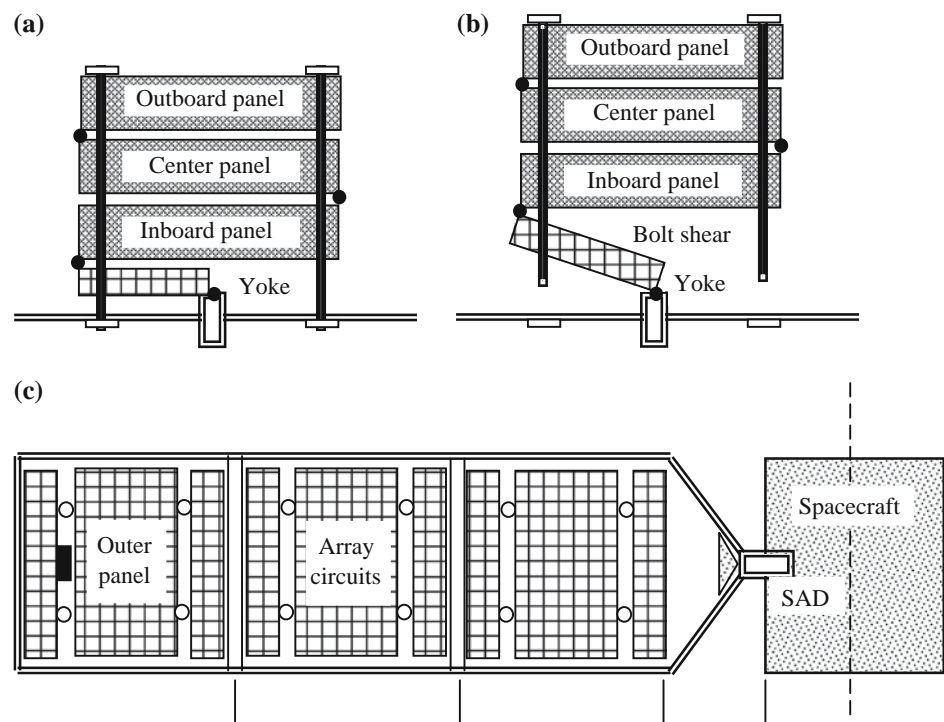 (a)
Outboard panel
Center panel
Inboard panel
Yoke
(b)
Outboard panel
Center panel
Inboard panel
Bolt shear
Yoke
(c)
Outer
panel
Array
circuits
Spacecraft
SAD